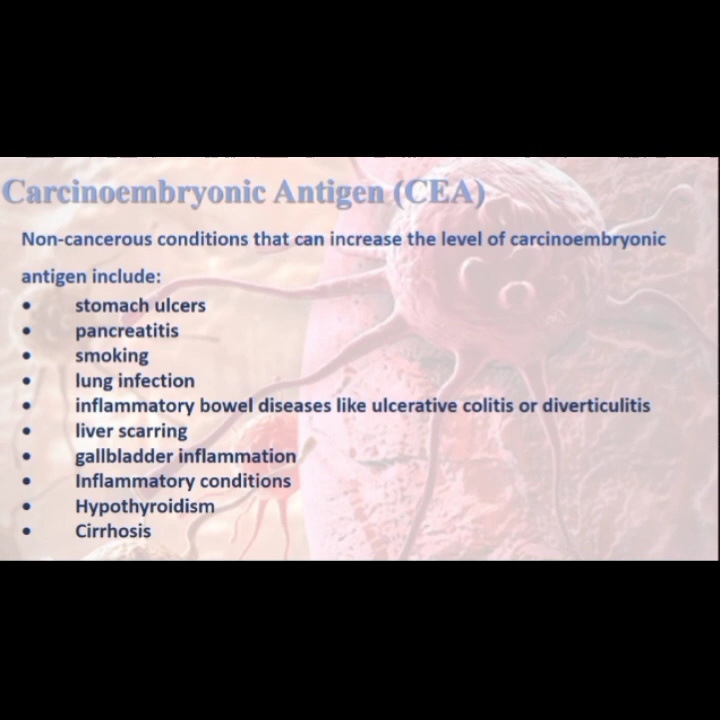 Carcinoembryonic Antigen (CEA)
Non-cancerous conditions that can increase the level of carcinoembryonic
antigen include:
• stomach ulcers
• pancreatitis
• smoking
• lung infection
• inflammatory bowel diseases like ulcerative colitis or diverticulitis
• liver scarring
• gallbladder inflammation
• Inflammatory conditions
• Hypothyroidism
• Cirrhosis